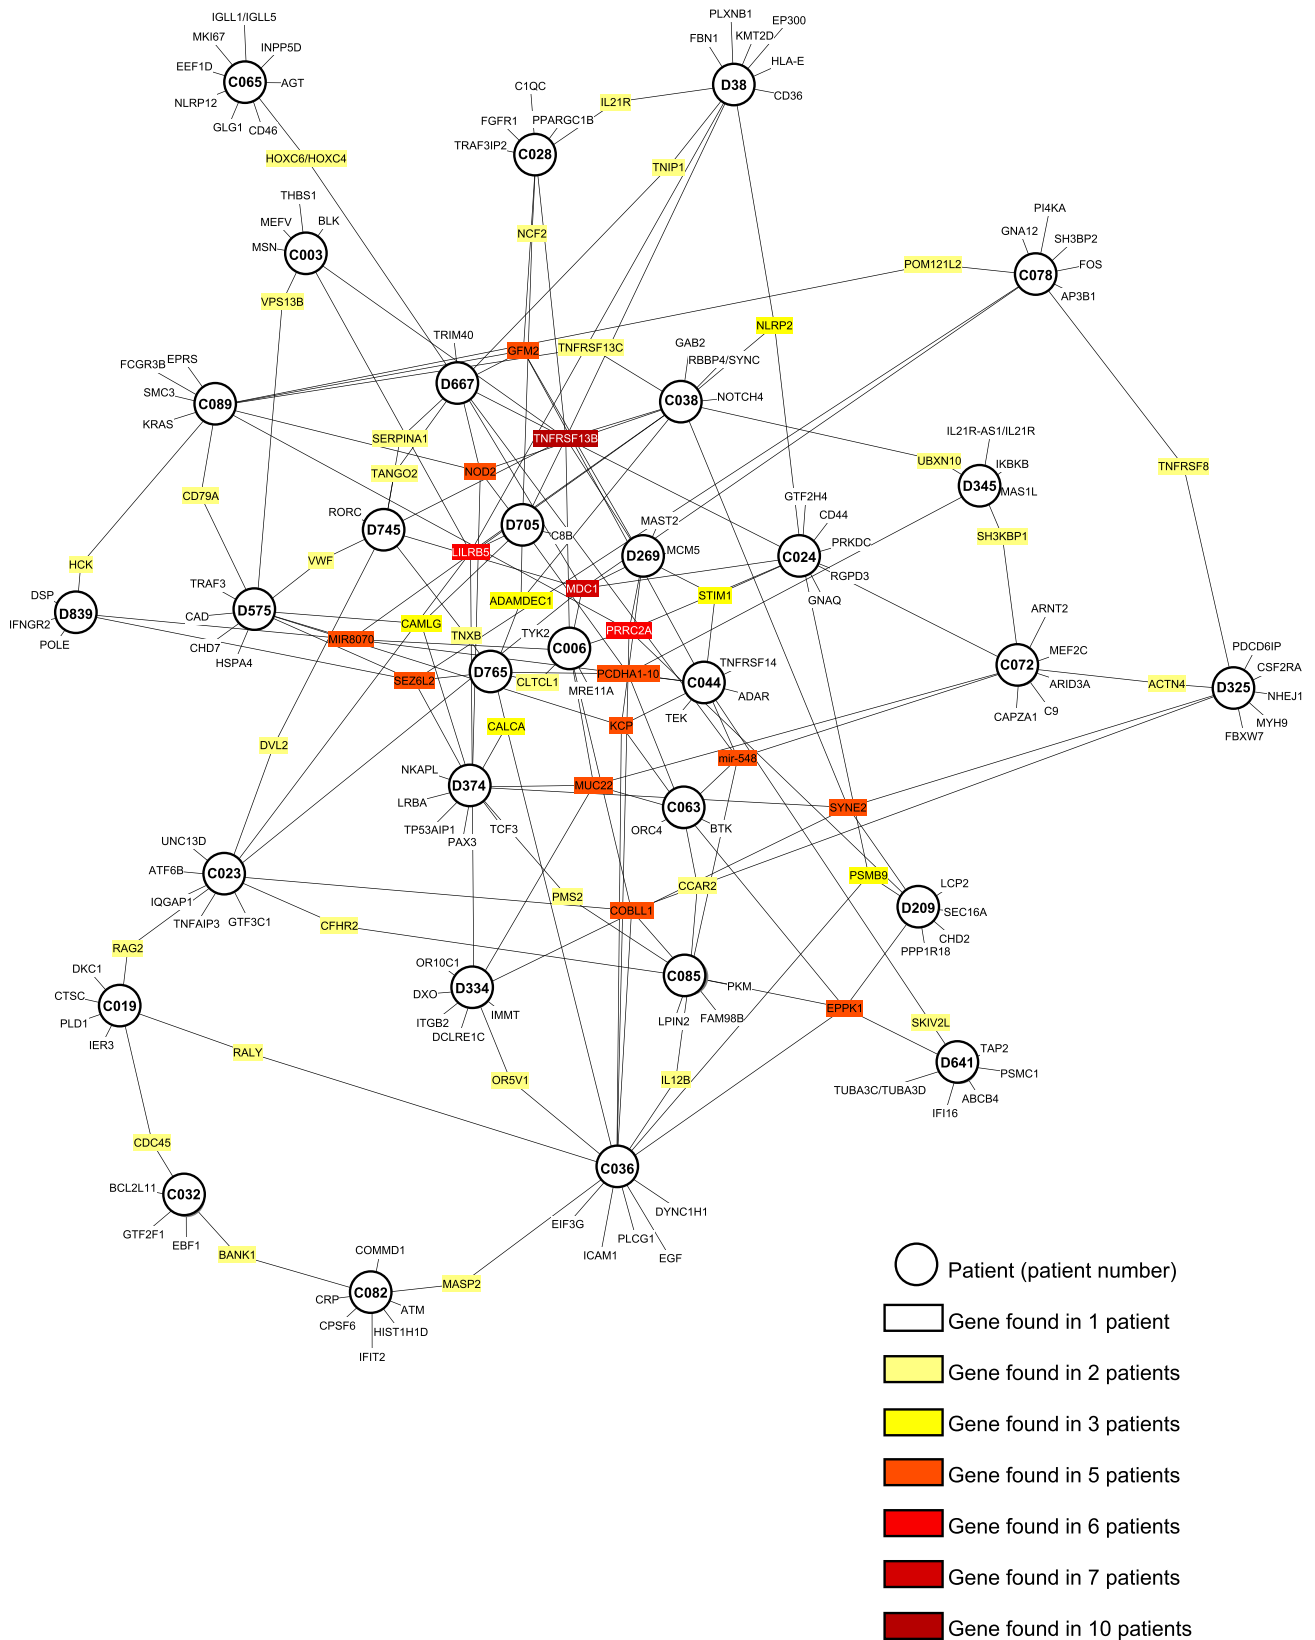 IGLL1/IGLL5
MKI67
INPP5D
EEF1D
C065
AGT
NLRP12
GLG1
CD46
HOXC6/HOXC4
PLXNB1
EP300
FBN1
KMT2D
HLA-E
D38
CD36
C1QC
IL21R
FGFR1
PPARGC1B
TRAF3IP2
C028
TNIP1
NCF2
THBS1
MEFV
BLK
MSN
C003
VPS13B
PI4KA
GNA12
SH3BP2
POM121L2
FOS
C078
AP3B1
NLRP2
TRIM40
GFM2
TNFRSF13C
GAB2
RBBP4/SYNC
FCGR3B
EPRS
D667
SMC3
C089
C038
NOTCH4
KRAS
SERPINA1
TNFRSF13B
IL21R-AS1/IL21R
UBXN10
IKBKB
TNFRSF8
TANGO2
NOD2
D345
MAS1L
CD79A
GTF2H4
RORC
D745
D705
C8B
MAST2
CD44
SH3KBP1
PRKDC
MCM5
LILRB5
D269
C024
VWF
HCK
RGPD3
TRAF3
MDC1
STIM1
GNAQ
DSP
D839
D575
CAD
ADAMDEC1
IFNGR2
POLE
CAMLG
TNXB
TYK2
PRRC2A
ARNT2
MIR8070
CHD7
HSPA4
C006
MEF2C
PDCD6IP
TNFRSF14
C072
CSF2RA
SEZ6L2
D765
CLTCL1
PCDHA1-10
C044
ARID3A
ACTN4
D325
NHEJ1
MRE11A
ADAR
C9
CAPZA1
MYH9
FBXW7
TEK
CALCA
KCP
DVL2
mir-548
NKAPL
D374
MUC22
LRBA
C063
SYNE2
TP53AIP1
TCF3
PAX3
ORC4
BTK
UNC13D
ATF6B
C023
PSMB9
CCAR2
LCP2
IQGAP1
PMS2
D209
SEC16A
TNFAIP3
GTF3C1
COBLL1
CFHR2
CHD2
PPP1R18
RAG2
OR10C1
DKC1
D334
C085
PKM
CTSC
DXO
C019
EPPK1
IMMT
PLD1
ITGB2
LPIN2
FAM98B
SKIV2L
DCLRE1C
IER3
RALY
TAP2
D641
PSMC1
OR5V1
IL12B
TUBA3C/TUBA3D
ABCB4
IFI16
CDC45
C036
BCL2L11
C032
DYNC1H1
EIF3G
GTF2F1
EBF1
PLCG1
BANK1
ICAM1
EGF
COMMD1
MASP2
C082
CRP
ATM
CPSF6
HIST1H1D
IFIT2
Patient (patient number)
Gene found in 1 patient
Gene found in 2 patients
Gene found in 3 patients
Gene found in 5 patients
Gene found in 6 patients
Gene found in 7 patients
Gene found in 10 patients